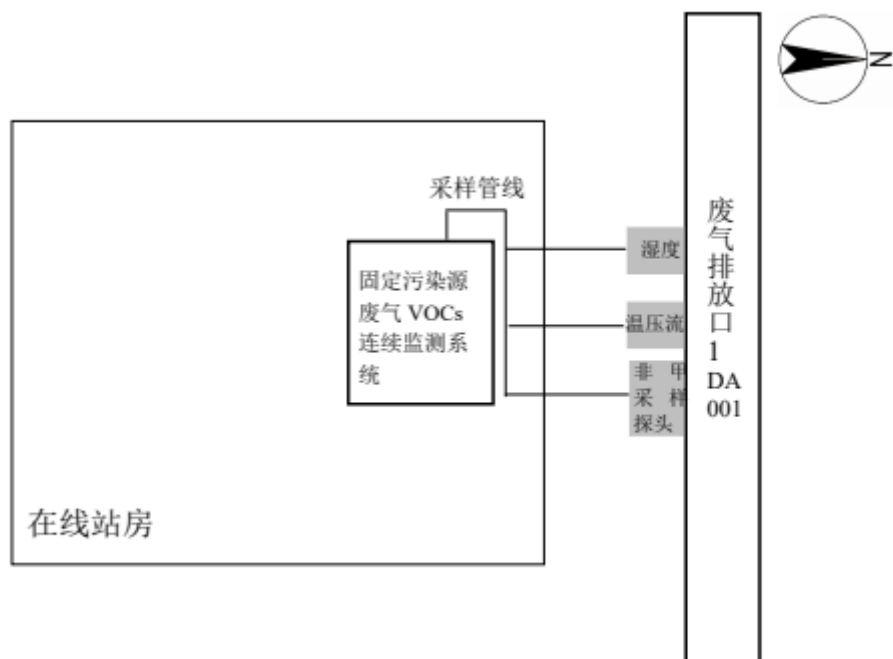 N
采样管线
湿度
固定污染源
废气 VOCs
连续监测系
统
温压流
非甲
采样
探头
废气排放口1
DA
001
在线站房